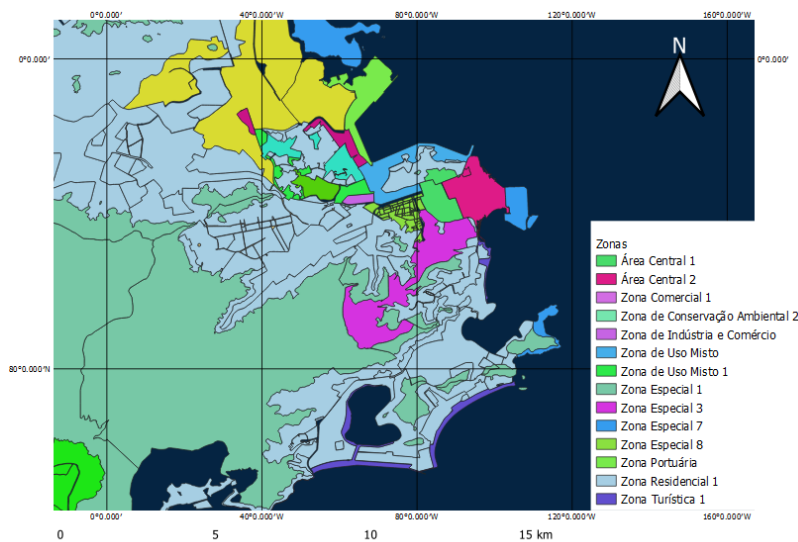 0°0.000' 40°0.000' 80°0.000'W 120°0.000'W 160°0.000'W
N
0°0.000' 0°0.000'
Zonas
Área Central 1
Área Central 2
Zona Comercial 1
Zona de Conservação Ambiental 2
Zona de Indústria e Comércio
Zona de Uso Misto
80°0.000'N Zona de Uso Misto 1
Zona Especial 1
Zona Especial 3
Zona Especial 7
Zona Especial 8
Zona Portuária
Zona Residencial 1
Zona Turística 1
0°0.000' 40°0.000' 80°0.000'W 120°0.000'W 160°0.000'W
0 5 10 15 km